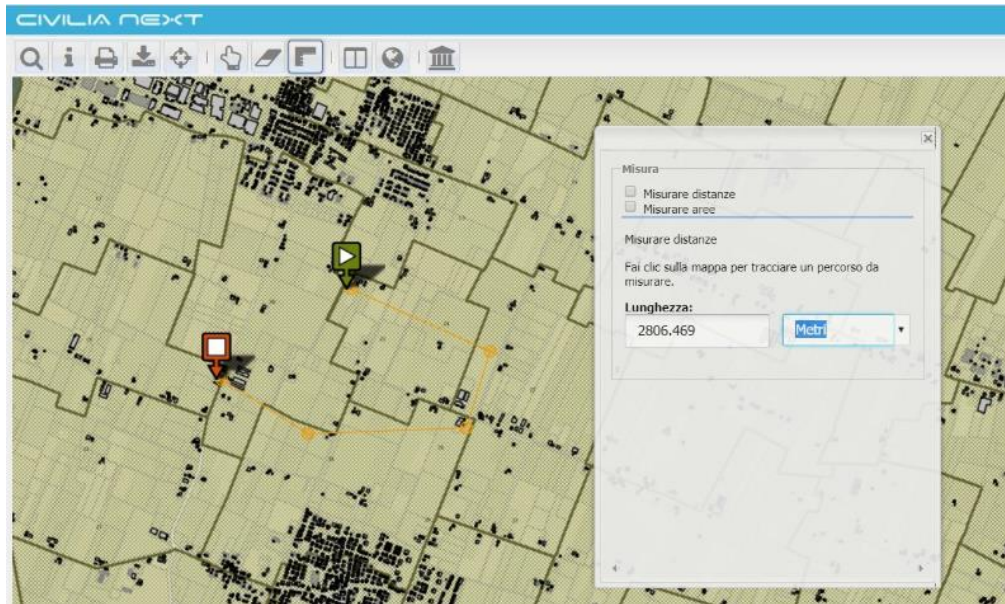 CIVILIA NEXT
Misura
Misurare distanze
Misurare aree
Misurare distanze
Fai clic sulla mappa per tracciare un percorso da
misurare.
Lunghezza:
2806.469 Metri